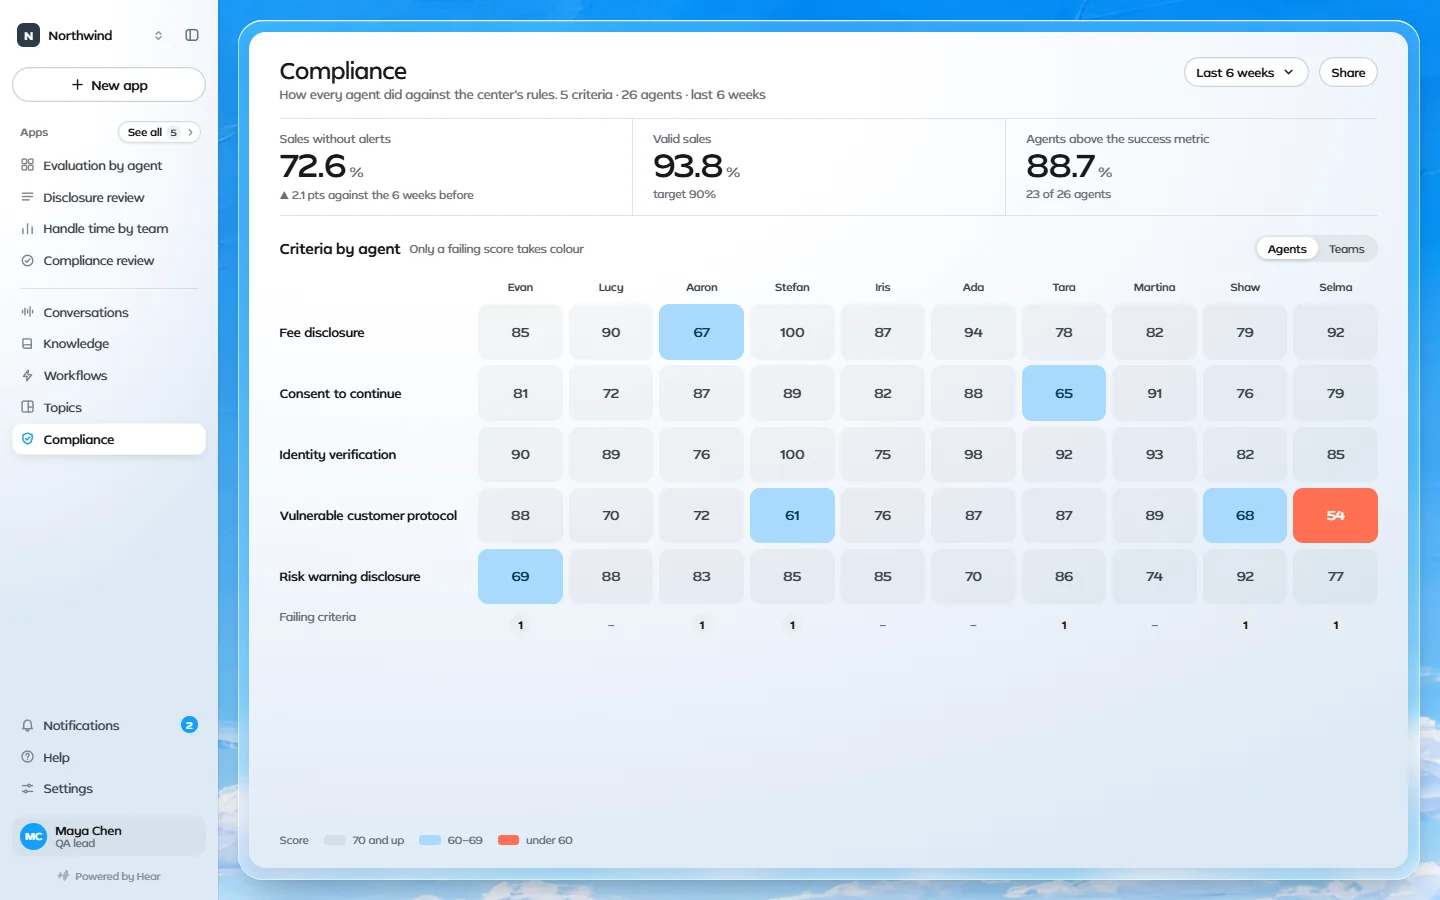 N Northwind
+ New app
Apps See all 5
Evaluation by agent
Disclosure review
Handle time by team
Compliance review
Conversations
Knowledge
Workflows
Topics
Compliance
Notifications 2
Help
Settings
MC Maya Chen
QA lead
Powered by Hear
Compliance
How every agent did against the center's rules. 5 criteria · 26 agents · last 6 weeks
Last 6 weeks
Share
Sales without alerts
72.6 %
▲ 2.1 pts against the 6 weeks before
Valid sales
93.8 %
target 90%
Agents above the success metric
88.7 %
23 of 26 agents
Criteria by agent Only a failing score takes colour
Agents Teams
Evan Lucy Aaron Stefan Iris Ada Tara Martina Shaw Selma
Fee disclosure 85 90 67 100 87 94 78 82 79 92
Consent to continue 81 72 87 89 82 88 65 91 76 79
Identity verification 90 89 76 100 75 98 92 93 82 85
Vulnerable customer protocol 88 70 72 61 76 87 87 89 68 54
Risk warning disclosure 69 88 83 85 85 70 86 74 92 77
Failing criteria 1 – 1 1 – – 1 – 1 1
Score 70 and up 60–69 under 60